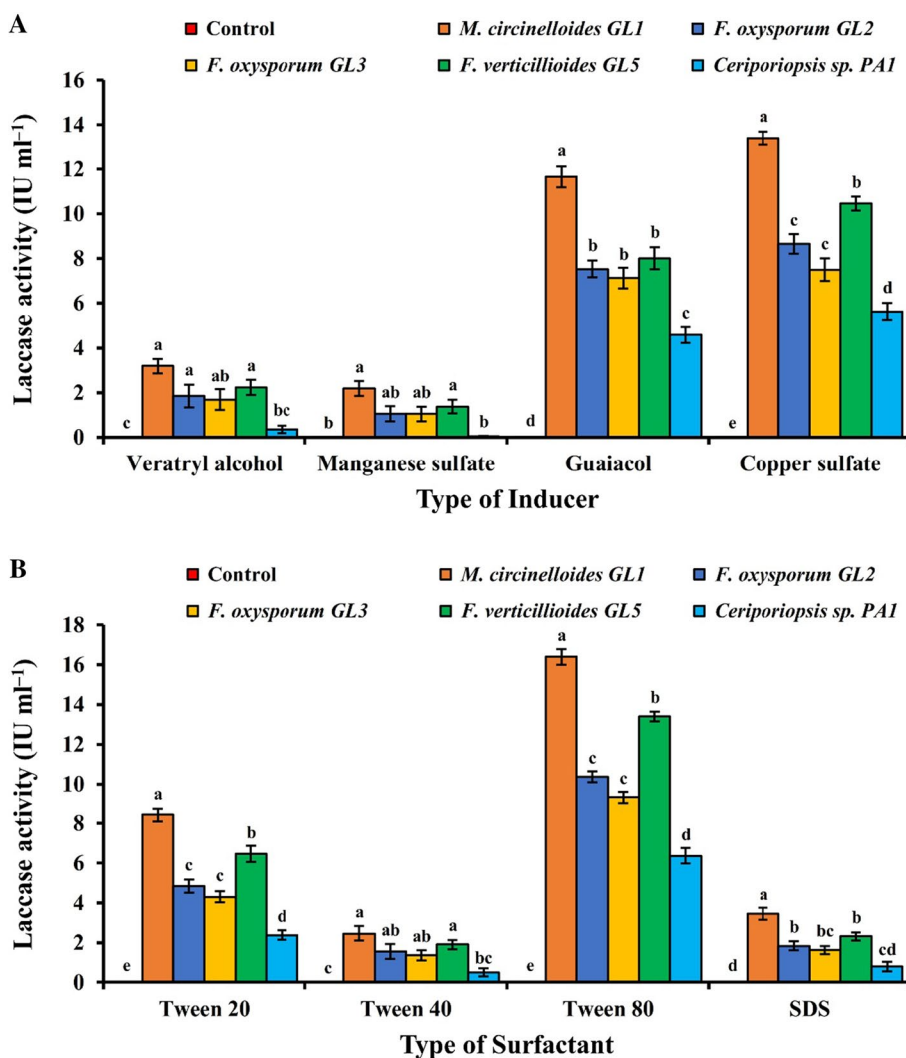 A
Control M. circinelloides GL1 F. oxysporum GL2
F. oxysporum GL3 F. verticillioides GL5 Ceriporiopsis sp. PA1
Laccase activity (IU ml⁻¹)
16
14
12
10
8
6
4
2
0
c a a ab a bc
b a ab ab a b
d a b b b c
e a c c b d
Veratryl alcohol Manganese sulfate Guaiacol Copper sulfate
Type of Inducer
B
Control M. circinelloides GL1 F. oxysporum GL2
F. oxysporum GL3 F. verticillioides GL5 Ceriporiopsis sp. PA1
Laccase activity (IU ml⁻¹)
18
16
14
12
10
8
6
4
2
0
e a c c b d
c a ab ab a bc
e a c c b d
d a b bc b cd
Tween 20 Tween 40 Tween 80 SDS
Type of Surfactant